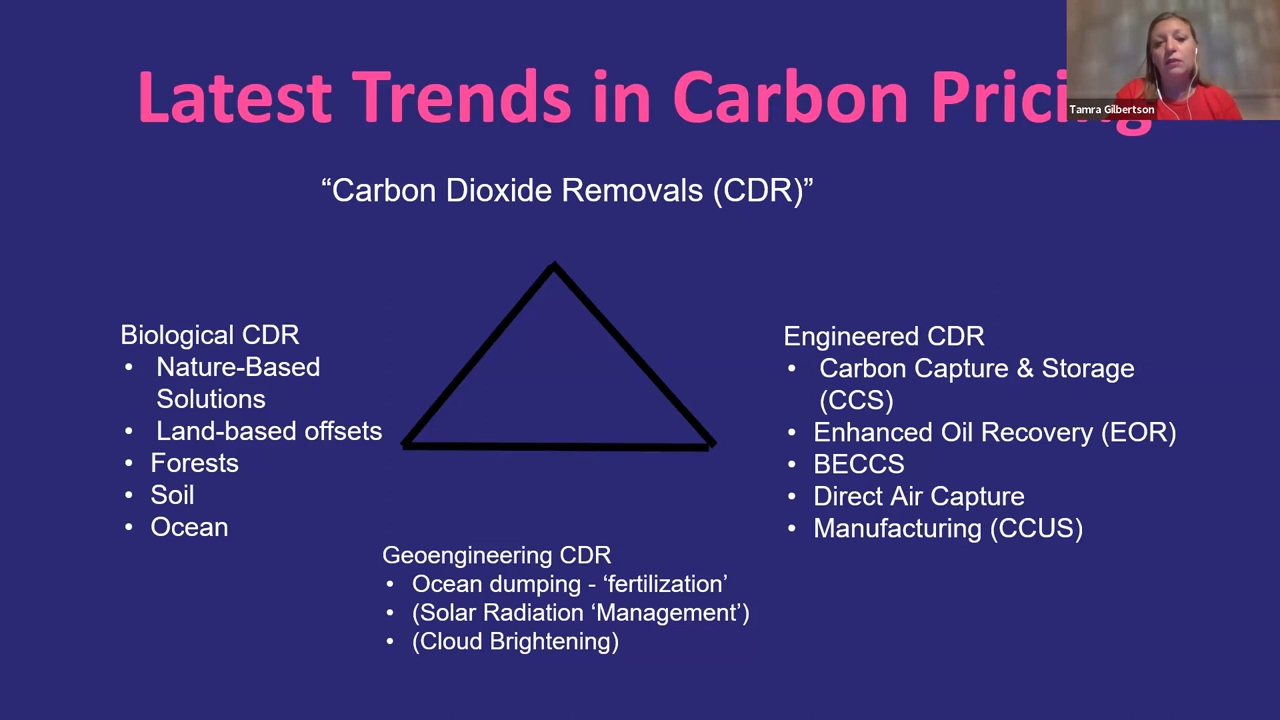 Latest Trends in Carbon Pricing
Tamra Gilbertson
“Carbon Dioxide Removals (CDR)”
Biological CDR
• Nature-Based
Solutions
• Land-based offsets
• Forests
• Soil
• Ocean
Engineered CDR
• Carbon Capture & Storage
(CCS)
• Enhanced Oil Recovery (EOR)
• BECCS
• Direct Air Capture
• Manufacturing (CCUS)
Geoengineering CDR
• Ocean dumping - ‘fertilization’
• (Solar Radiation ‘Management’)
• (Cloud Brightening)